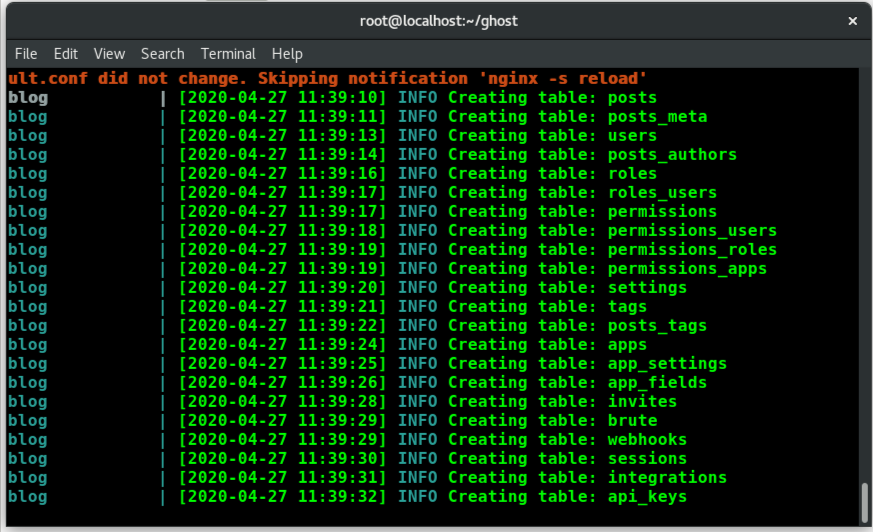 root@localhost:~/ghost ×
File Edit View Search Terminal Help
ult.conf did not change. Skipping notification 'nginx -s reload'
blog | [2020-04-27 11:39:10] INFO Creating table: posts
blog | [2020-04-27 11:39:11] INFO Creating table: posts_meta
blog | [2020-04-27 11:39:13] INFO Creating table: users
blog | [2020-04-27 11:39:14] INFO Creating table: posts_authors
blog | [2020-04-27 11:39:16] INFO Creating table: roles
blog | [2020-04-27 11:39:17] INFO Creating table: roles_users
blog | [2020-04-27 11:39:17] INFO Creating table: permissions
blog | [2020-04-27 11:39:18] INFO Creating table: permissions_users
blog | [2020-04-27 11:39:19] INFO Creating table: permissions_roles
blog | [2020-04-27 11:39:19] INFO Creating table: permissions_apps
blog | [2020-04-27 11:39:20] INFO Creating table: settings
blog | [2020-04-27 11:39:21] INFO Creating table: tags
blog | [2020-04-27 11:39:22] INFO Creating table: posts_tags
blog | [2020-04-27 11:39:24] INFO Creating table: apps
blog | [2020-04-27 11:39:25] INFO Creating table: app_settings
blog | [2020-04-27 11:39:26] INFO Creating table: app_fields
blog | [2020-04-27 11:39:28] INFO Creating table: invites
blog | [2020-04-27 11:39:29] INFO Creating table: brute
blog | [2020-04-27 11:39:29] INFO Creating table: webhooks
blog | [2020-04-27 11:39:30] INFO Creating table: sessions
blog | [2020-04-27 11:39:31] INFO Creating table: integrations
blog | [2020-04-27 11:39:32] INFO Creating table: api_keys